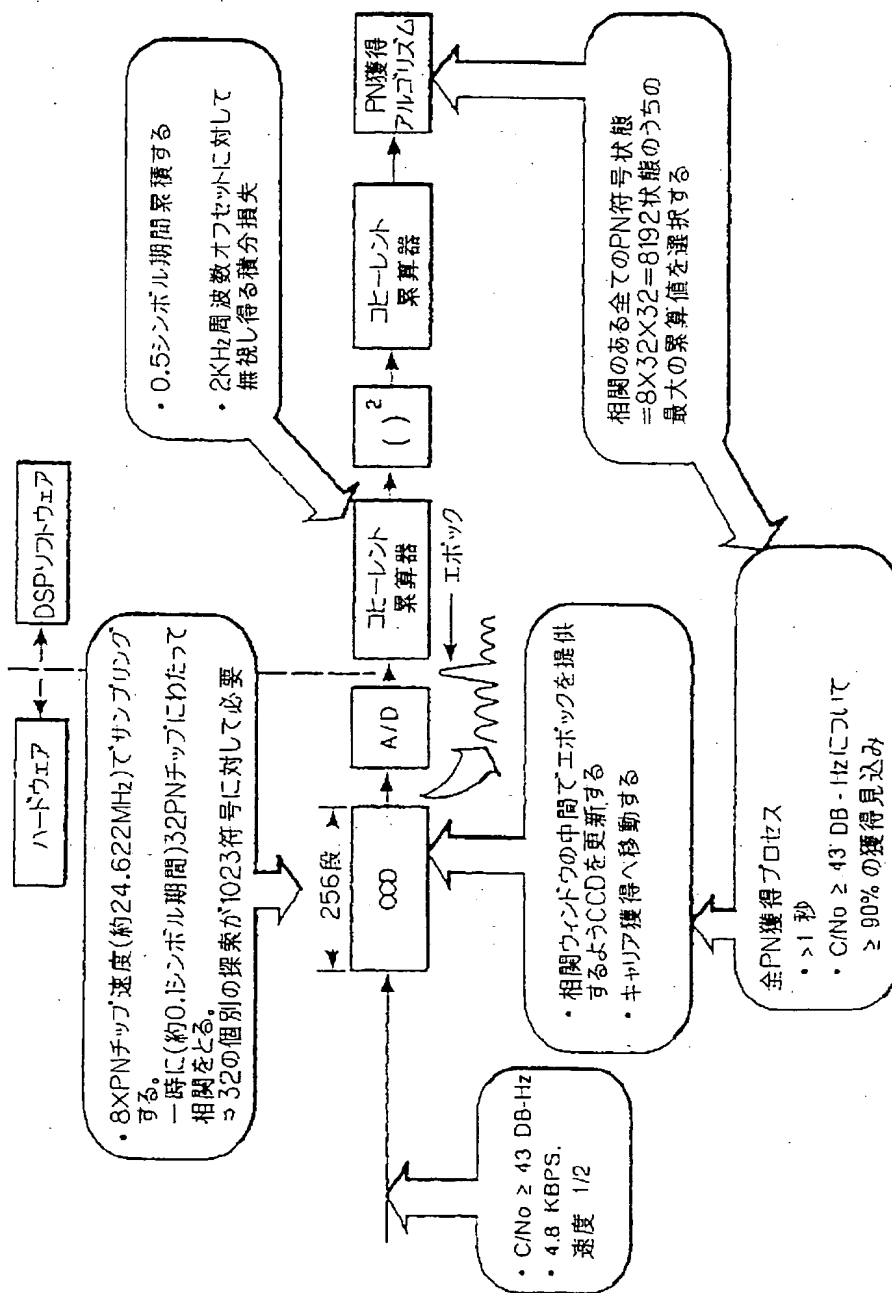 ハードウェア
DSPソフトウェア
・8XPNチップ速度(約24.622MHz)でサンプリング
する。
一時に(約0.1シンボル期間)32PNチップにわたって
相関をとる。
⇒32の個別の探索が1023符号に対して必要
・0.5シンボル期間累積する
・2KHz周波数オフセットに対して
無視し得る積分損失
256段
CCD
A/D
コヒーレント
累算器
( )²
コヒーレント
累算器
PN獲得
アルゴリズム
エポック
・C/No ≥ 43 DB-Hz
・4.8 KBPS.
速度 1/2
・相関ウィンドウの中間でエポックを提供
するようCCDを更新する
・キャリア獲得へ移動する
相関のある全てのPN符号状態
=8X32X32=8192状態のうちの
最大の累算値を選択する
全PN獲得プロセス
・>1秒
・C/No ≥ 43 DB-Hzについて
≥ 90%の獲得見込み